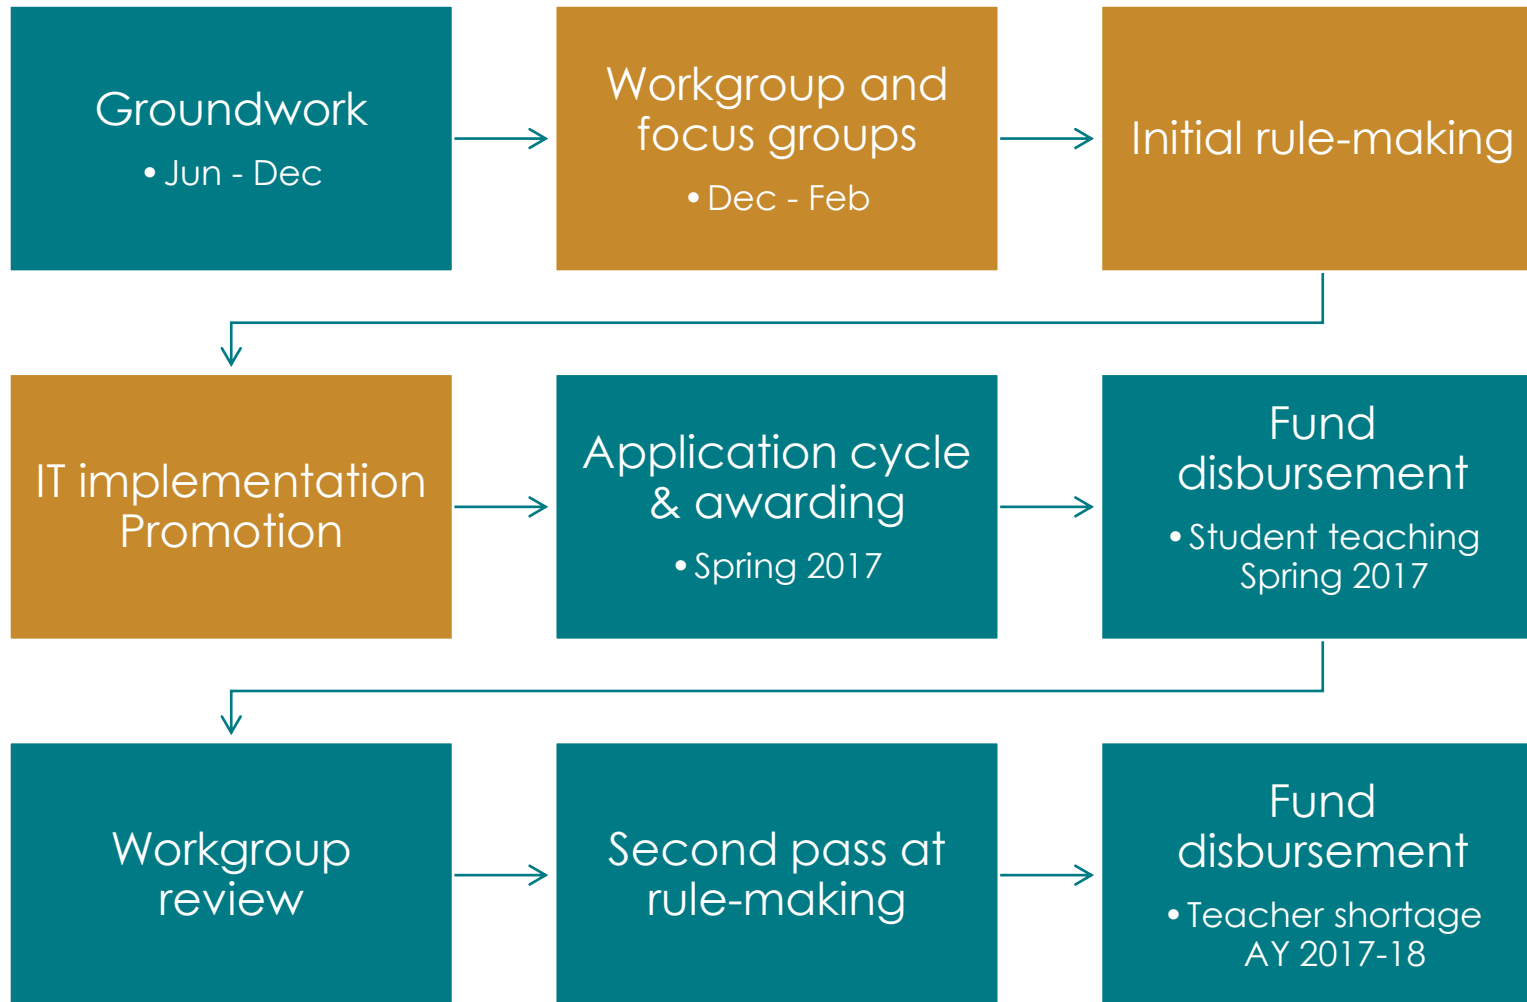 Groundwork
• Jun - Dec
Workgroup and
focus groups
• Dec - Feb
Initial rule-making
IT implementation
Promotion
Application cycle
& awarding
• Spring 2017
Fund
disbursement
• Student teaching
Spring 2017
Workgroup
review
Second pass at
rule-making
Fund
disbursement
• Teacher shortage
AY 2017-18